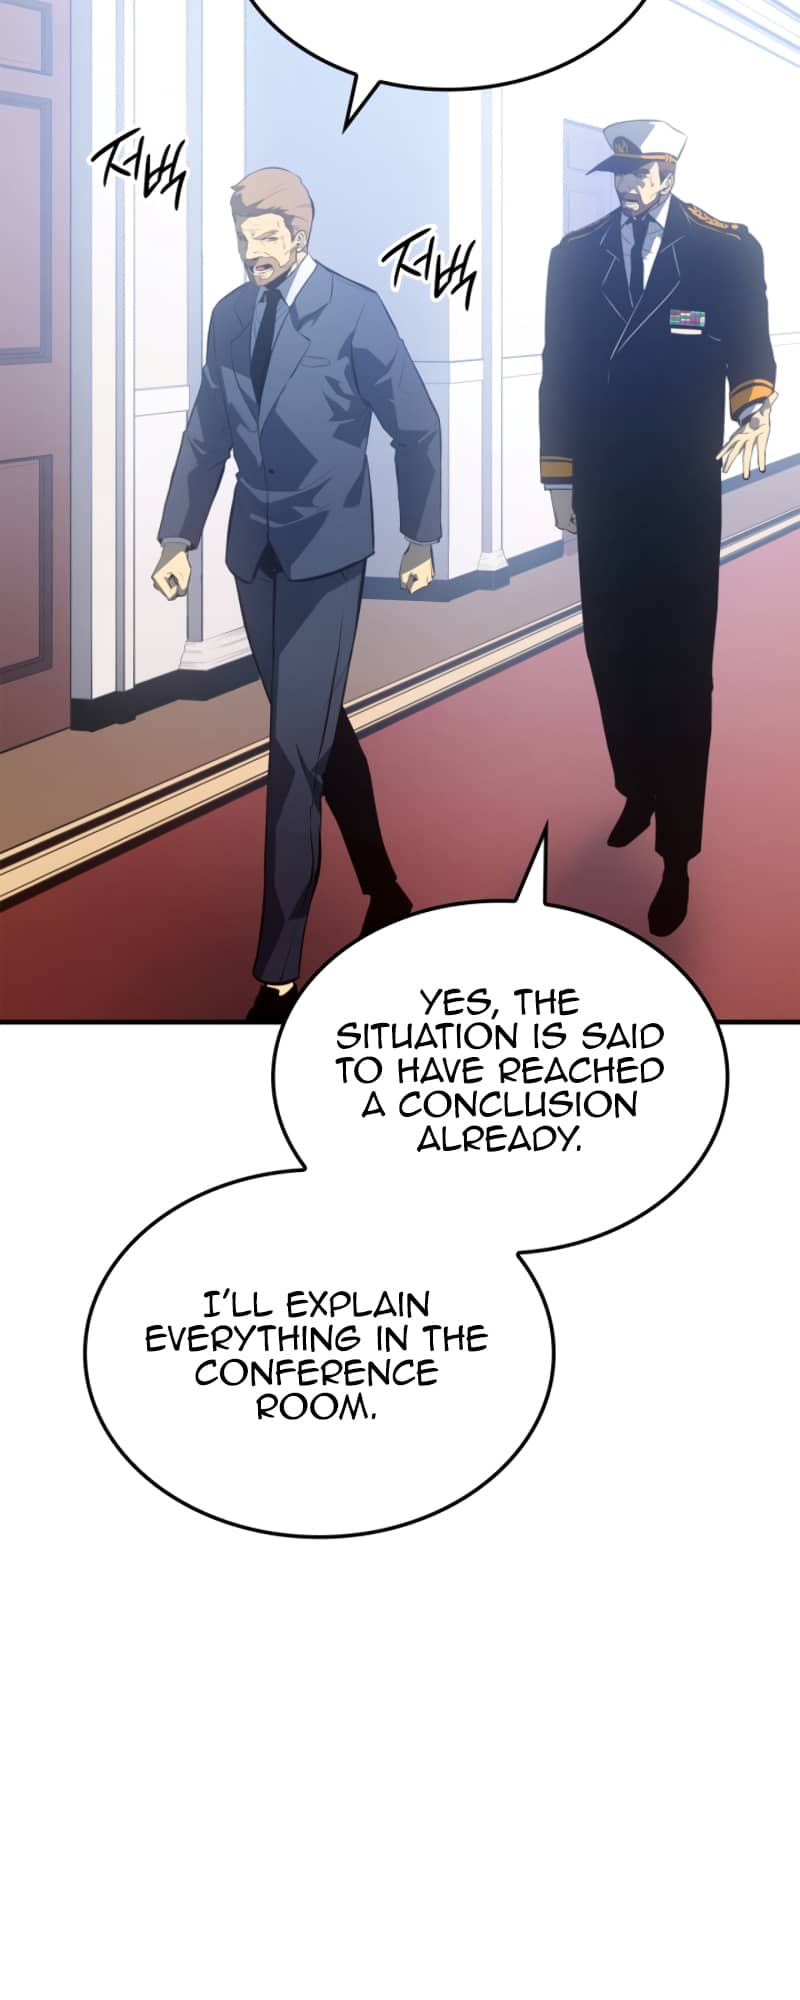 저벅
저벅
YES, THE
SITUATION IS SAID
TO HAVE REACHED
A CONCLUSION
ALREADY.
I'LL EXPLAIN
EVERYTHING IN THE
CONFERENCE
ROOM.